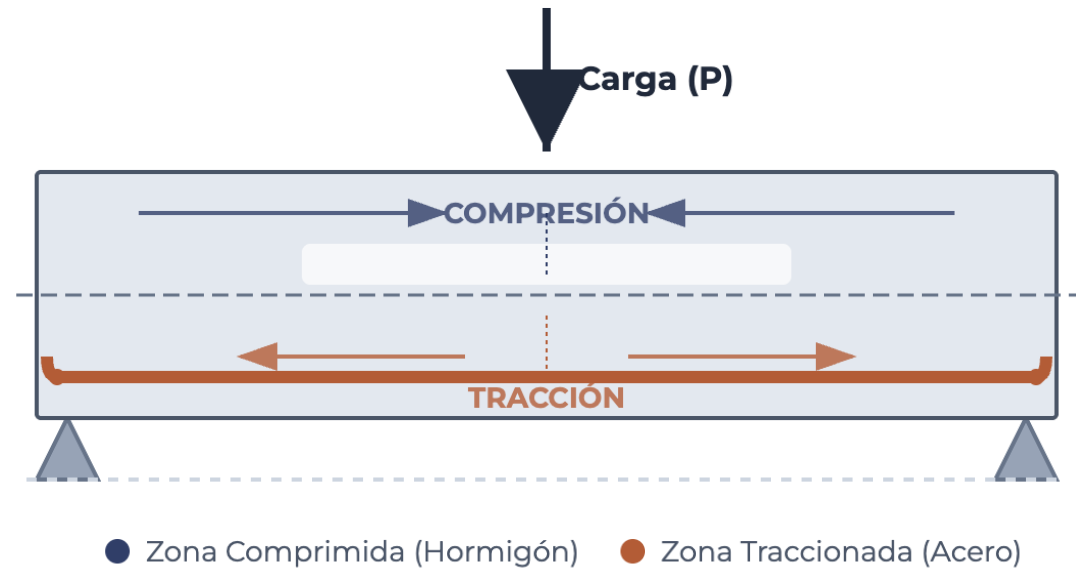 Carga (P)
COMPRESIÓN
TRACCIÓN
Zona Comprimida (Hormigón)
Zona Traccionada (Acero)